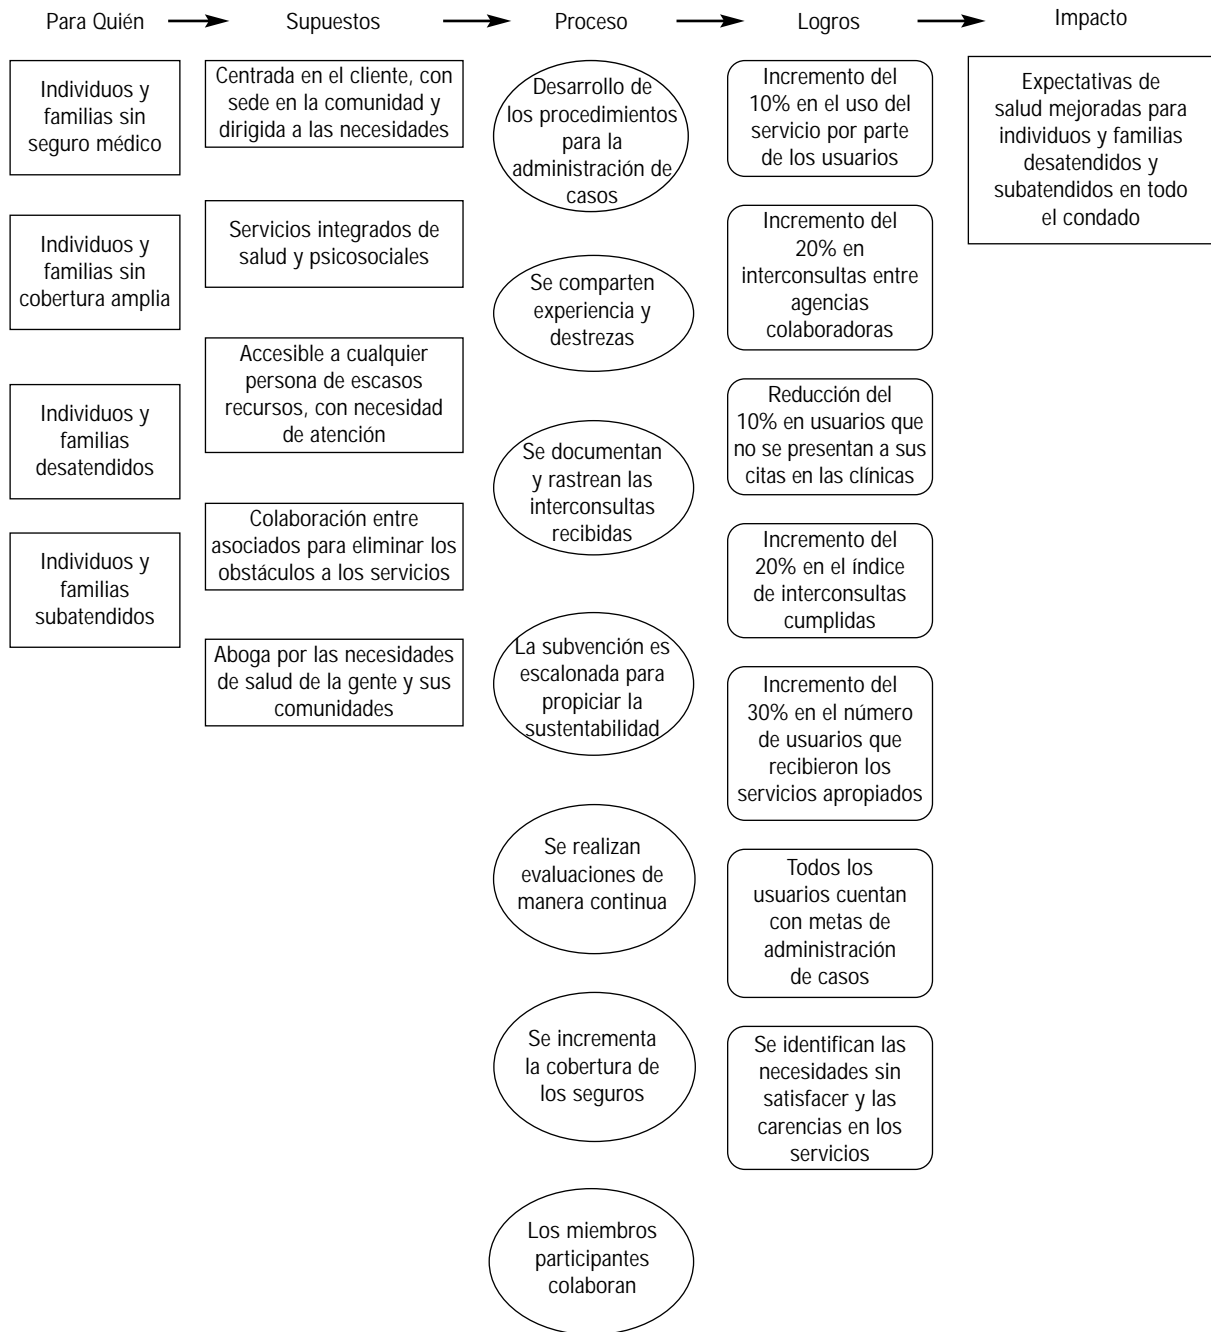 Para Quién
Supuestos
Proceso
Logros
Impacto
Individuos y
familias sin
seguro médico
Individuos y
familias sin
cobertura amplia
Individuos y
familias
desatendidos
Individuos y
familias
subatendidos
Centrada en el cliente, con
sede en la comunidad y
dirigida a las necesidades
Servicios integrados de
salud y psicosociales
Accesible a cualquier
persona de escasos
recursos, con necesidad
de atención
Colaboración entre
asociados para eliminar los
obstáculos a los servicios
Aboga por las necesidades
de salud de la gente y sus
comunidades
Desarrollo de
los procedimientos
para la
administración de
casos
Se comparten
experiencia y
destrezas
Se documentan
y rastrean las
interconsultas
recibidas
La subvención es
escalonada para
propiciar la
sustentabilidad
Se realizan
evaluaciones de
manera continua
Se incrementa
la cobertura de
los seguros
Los miembros
participantes
colaboran
Incremento del
10% en el uso del
servicio por parte
de los usuarios
Incremento del
20% en
interconsultas entre
agencias
colaboradoras
Reducción del
10% en usuarios que
no se presentan a sus
citas en las clínicas
Incremento del
20% en el índice
de interconsultas
cumplidas
Incremento del
30% en el número
de usuarios que
recibieron los
servicios apropiados
Todos los
usuarios cuentan
con metas de
administración
de casos
Se identifican las
necesidades sin
satisfacer y las
carencias en los
servicios
Expectativas de
salud mejoradas para
individuos y familias
desatendidos y
subatendidos en todo
el condado